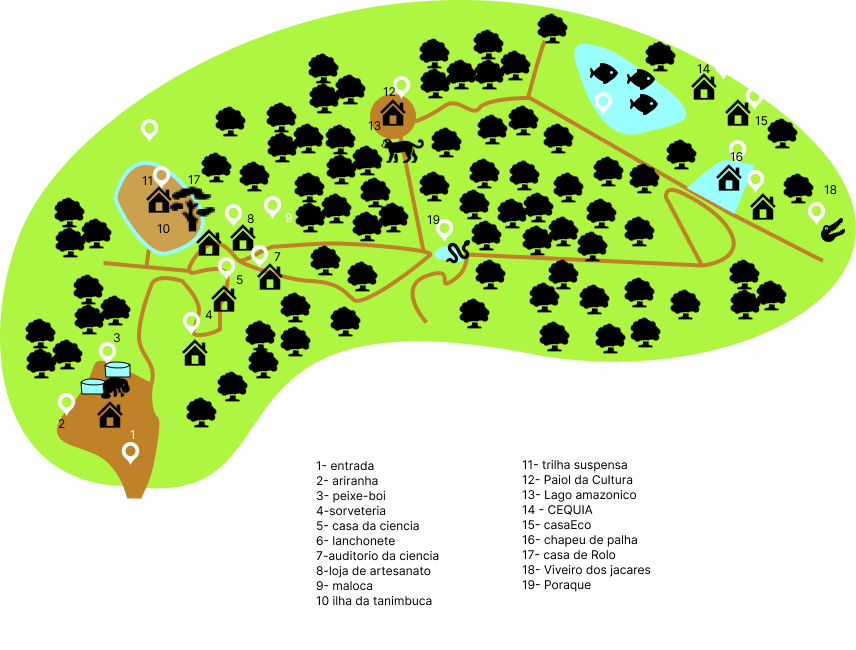 14
12
15
13
16
11
17
18
9
8
19
10
7
5
4
3
2
1
1- entrada
2- ariranha
3- peixe-boi
4-sorveteria
5- casa da ciencia
6- lanchonete
7-auditorio da ciencia
8-loja de artesanato
9- maloca
10 ilha da tanimbuca
11- trilha suspensa
12- Paiol da Cultura
13- Lago amazonico
14 - CEQUIA
15- casaEco
16- chapeu de palha
17- casa de Rolo
18- Viveiro dos jacares
19- Poraque